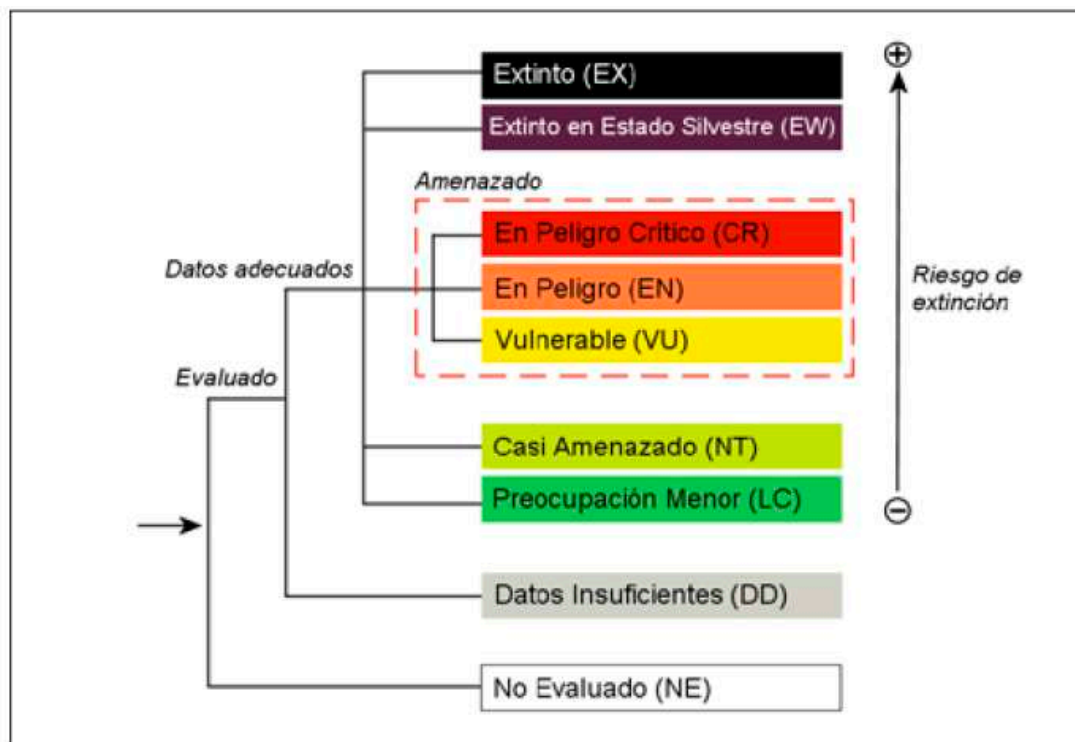 Extinto (EX)
Extinto en Estado Silvestre (EW)
Amenazado
En Peligro Crítico (CR)
Datos adecuados
En Peligro (EN)
Riesgo de
extinción
Vulnerable (VU)
Evaluado
Casi Amenazado (NT)
Preocupación Menor (LC)
Datos Insuficientes (DD)
No Evaluado (NE)